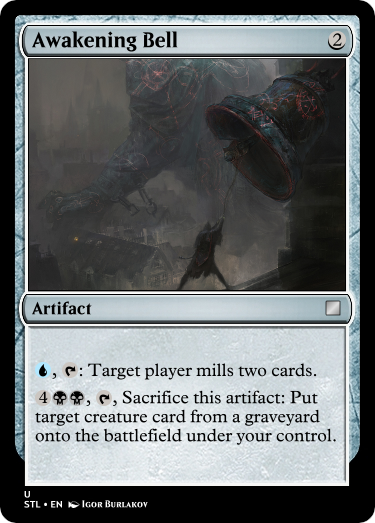 Awakening Bell 2
Artifact
, : Target player mills two cards.
4, , Sacrifice this artifact: Put
target creature card from a graveyard
onto the battlefield under your control.
U
STL • EN Igor Burlakov